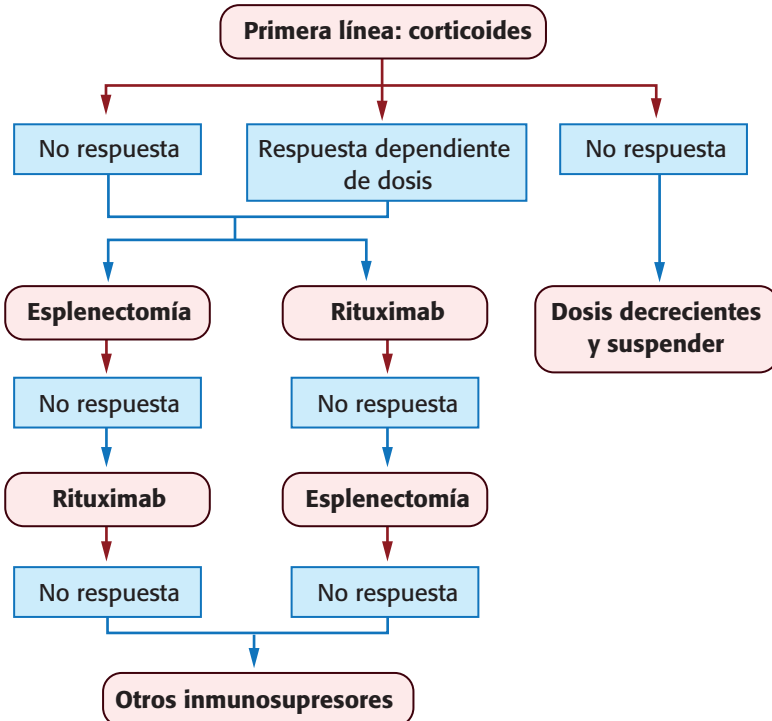 Primera línea: corticoides
No respuesta
Respuesta dependiente
de dosis
No respuesta
Esplenectomía
Rituximab
Dosis decrecientes
y suspender
No respuesta
No respuesta
Rituximab
Esplenectomía
No respuesta
No respuesta
Otros inmunosupresores